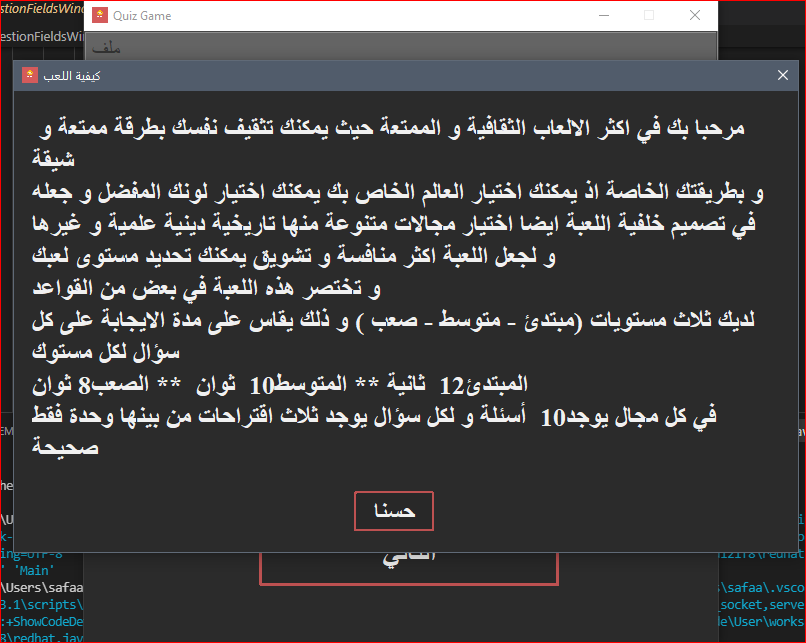 estionFieldsWind
Quiz Game
estionFieldsWin
ملف
كيفية اللعب
مرحبا بك في اكثر الالعاب الثقافية و الممتعة حيث يمكنك تثقيف نفسك بطرقة ممتعة و
شيقة
و بطريقتك الخاصة اذ يمكنك اختيار العالم الخاص بك يمكنك اختيار لونك المفضل و جعله
في تصميم خلفية اللعبة ايضا اختيار مجالات متنوعة منها تاريخية دينية علمية و غيرها
و لجعل اللعبة اكثر منافسة و تشويق يمكنك تحديد مستوى لعبك
و تختصر هذه اللعبة في بعض من القواعد
لديك ثلاث مستويات (مبتدئ - متوسط - صعب ) و ذلك يقاس على مدة الايجابة على كل
سؤال لكل مستوك
المبتدئ12 ثانية ** المتوسط10 ثوان ** الصعب8 ثوان
في كل مجال يوجد10 أسئلة و لكل سؤال يوجد ثلاث اقتراحات من بينها وحدة فقط
صحيحة
حسنا
التالي
ing=UTF-8
' 'Main'
\Users\safaa
s\safaa\.vsco
3.1\scripts\
_socket,serve
:+ShowCodeDe
de\User\works
8\redhat.jav